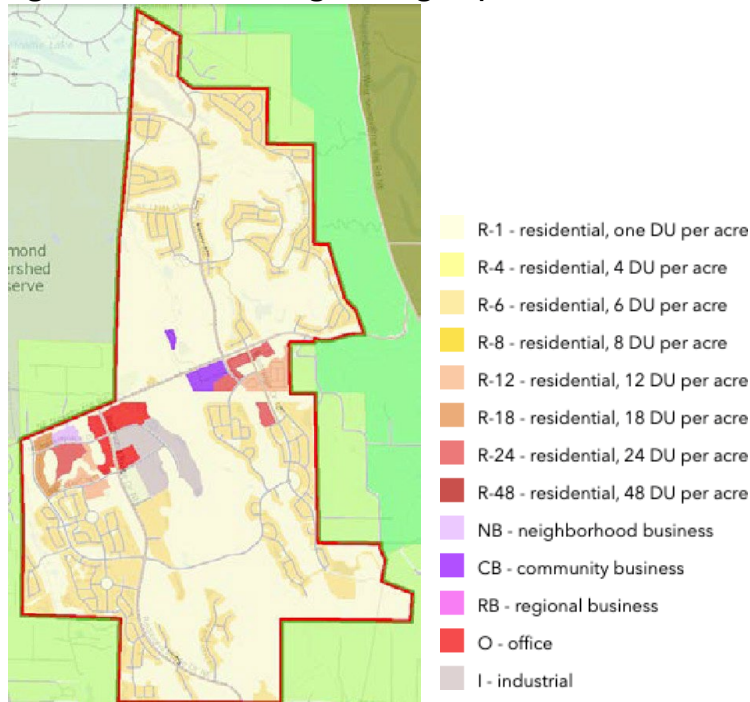 mond
ershed
serve
R-1 - residential, one DU per acre
R-4 - residential, 4 DU per acre
R-6 - residential, 6 DU per acre
R-8 - residential, 8 DU per acre
R-12 - residential, 12 DU per acre
R-18 - residential, 18 DU per acre
R-24 - residential, 24 DU per acre
R-48 - residential, 48 DU per acre
NB - neighborhood business
CB - community business
RB - regional business
O - office
I - industrial